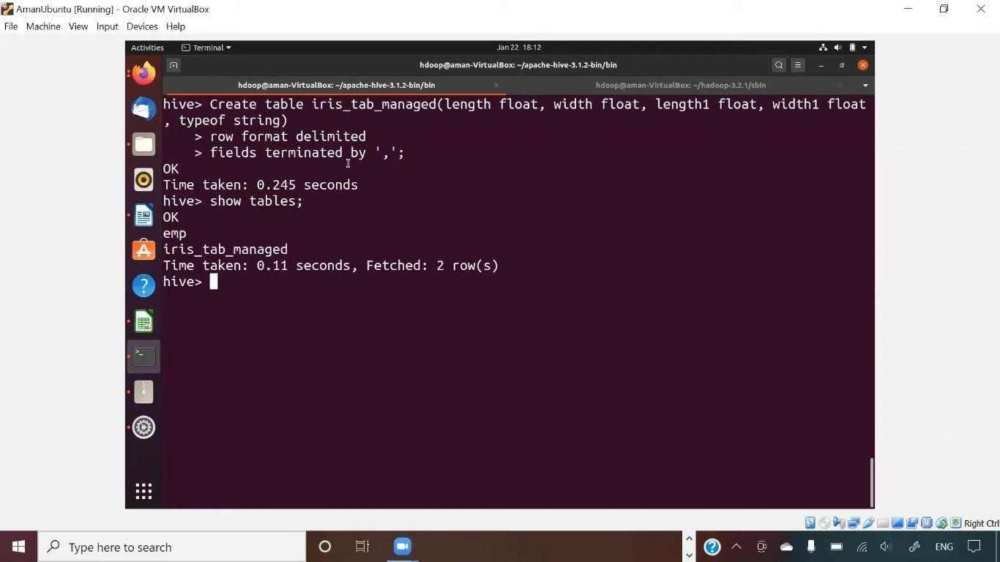 AmanUbuntu [Running] - Oracle VM VirtualBox
File Machine View Input Devices Help
Activities Terminal Jan 22 18:12
hdoop@aman-VirtualBox: ~/apache-hive-3.1.2-bin/bin
hdoop@aman-VirtualBox: ~/apache-hive-3.1.2-bin/bin hdoop@aman-VirtualBox: ~/hadoop-3.2.1/sbin
hive> Create table iris_tab_managed(length float, width float, length1 float, width1 float
, typeof string)
> row format delimited
> fields terminated by ',';
OK
Time taken: 0.245 seconds
hive> show tables;
OK
emp
iris_tab_managed
Time taken: 0.11 seconds, Fetched: 2 row(s)
hive>
Right Ctrl
Type here to search
ENG